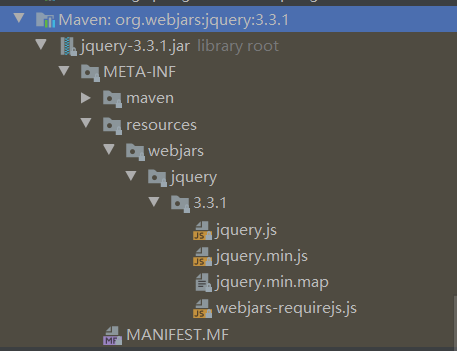 Maven: org.webjars:jquery:3.3.1
jquery-3.3.1.jar library root
META-INF
maven
resources
webjars
jquery
3.3.1
jquery.js
jquery.min.js
jquery.min.map
webjars-requirejs.js
MANIFEST.MF